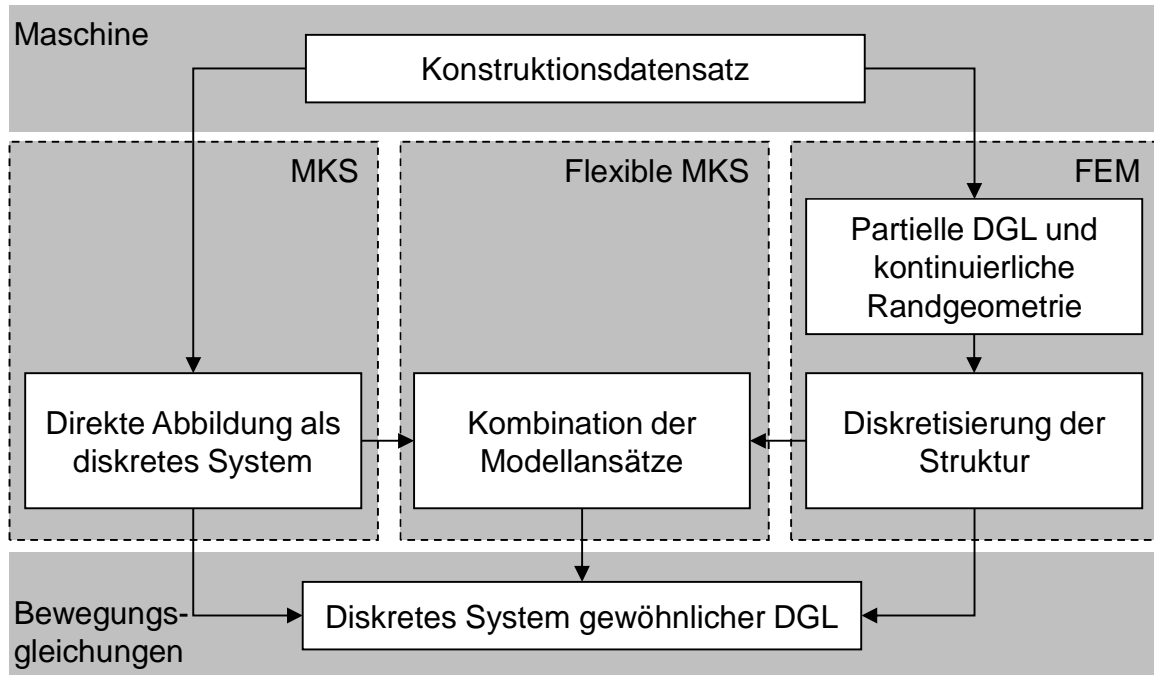 Maschine
Konstruktionsdatensatz
MKS
Flexible MKS
FEM
Partielle DGL und
kontinuierliche
Randgeometrie
Direkte Abbildung als
diskretes System
Kombination der
Modellansätze
Diskretisierung der
Struktur
Bewegungs-
gleichungen
Diskretes System gewöhnlicher DGL